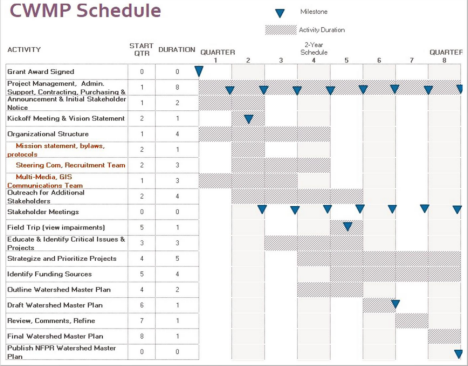 CWMP Schedule
Milestone
Activity Duration
ACTIVITY START QTR DURATION QUARTER 2-Year Schedule QUARTER
1 2 3 4 5 6 7 8
Grant Award Signed 0 0
Project Management, Admin.
Support, Contracting, Purchasing & 1 8
Announcement & Initial Stakeholder
Notice 1 2
Kickoff Meeting & Vision Statement 2 1
Organizational Structure 1 4
Mission statement, bylaws,
protocols 2 1
Steering Com, Recruitment Team 2 3
Multi-Media, GIS
Communications Team 1 3
Outreach for Additional
Stakeholders 2 4
Stakeholder Meetings 0 0
Field Trip (view impairments) 5 1
Educate & Identify Critical Issues &
Projects 3 3
Strategize and Prioritize Projects 4 5
Identify Funding Sources 5 4
Outline Watershed Master Plan 4 2
Draft Watershed Master Plan 6 1
Review, Comments, Refine 7 1
Final Watershed Master Plan 8 1
Publish NFPR Watershed Master
Plan 0 0